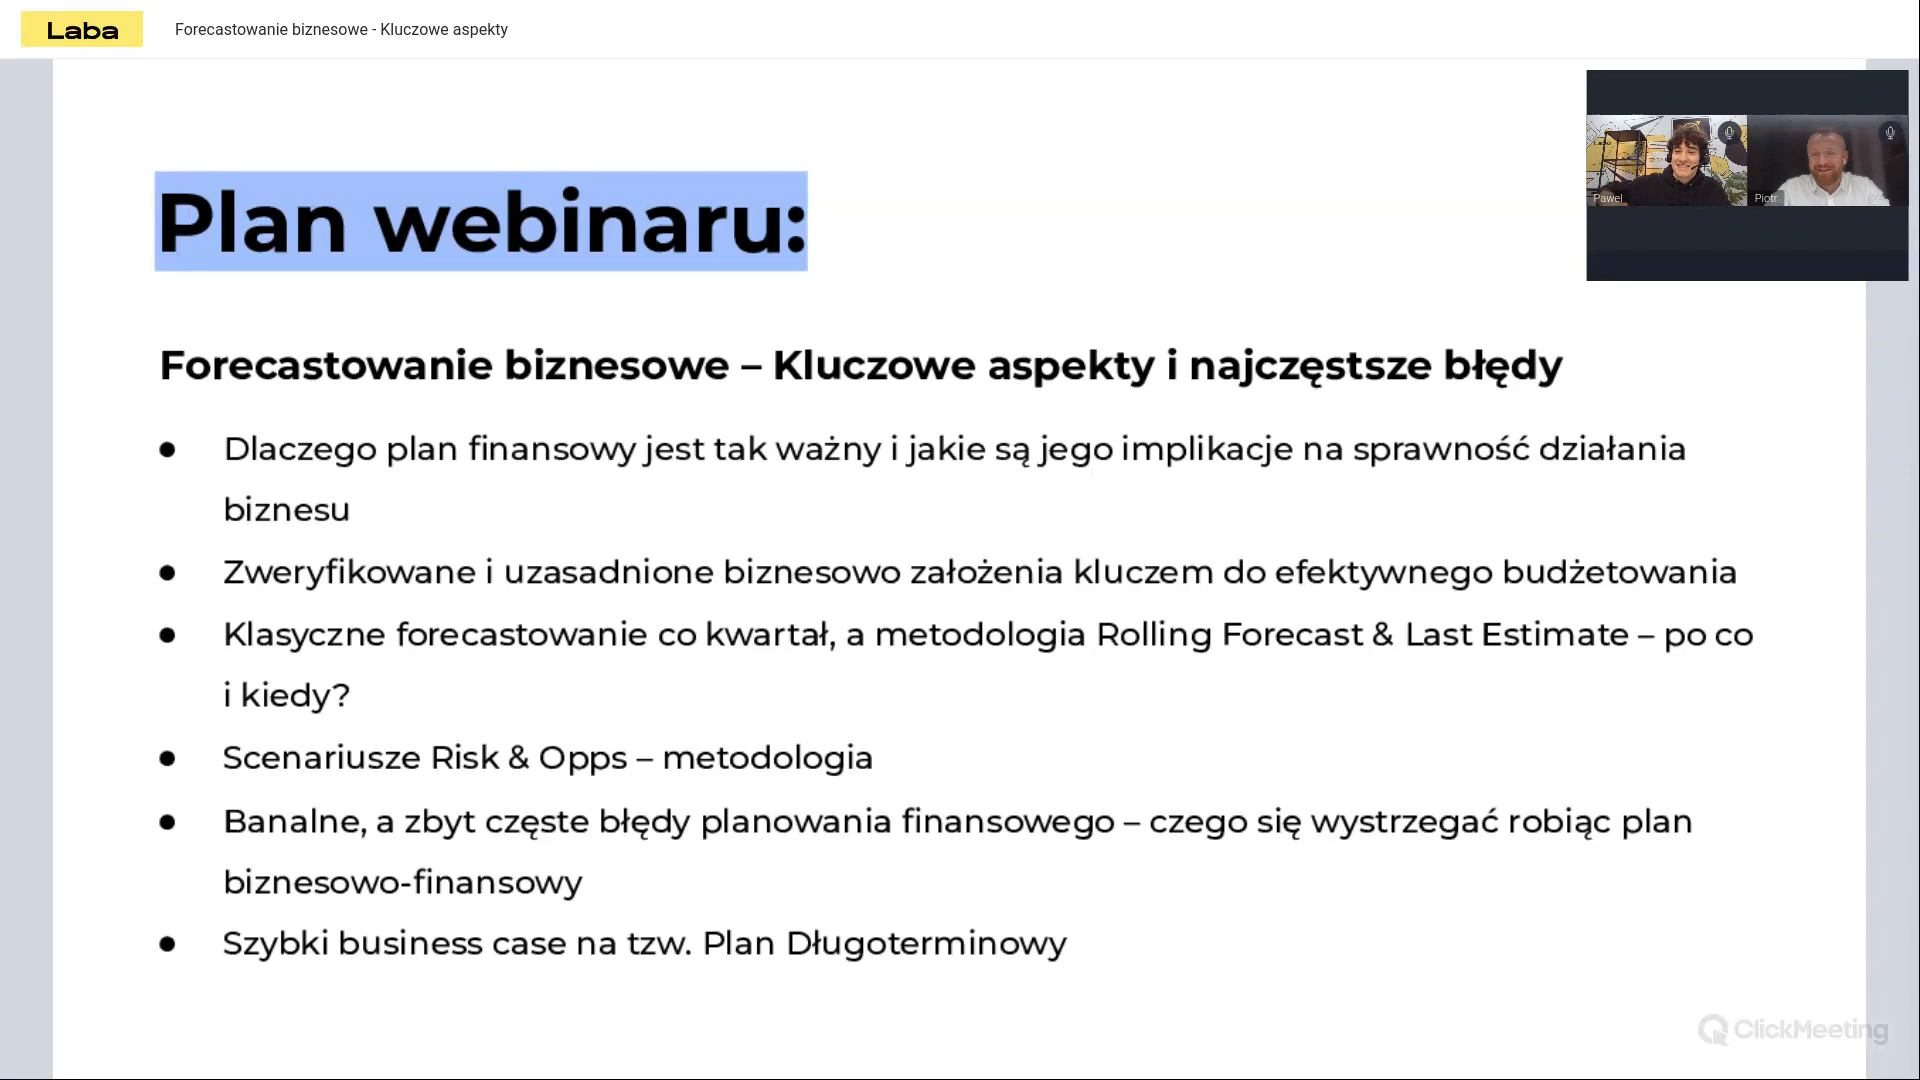 Laba
Forecastowanie biznesowe - Kluczowe aspekty
Paweł
Piotr
Plan webinaru:
Forecastowanie biznesowe – Kluczowe aspekty i najczęstsze błędy
● Dlaczego plan finansowy jest tak ważny i jakie są jego implikacje na sprawność działania
biznesu
● Zweryfikowane i uzasadnione biznesowo założenia kluczem do efektywnego budżetowania
● Klasyczne forecastowanie co kwartał, a metodologia Rolling Forecast & Last Estimate – po co
i kiedy?
● Scenariusze Risk & Opps – metodologia
● Banalne, a zbyt częste błędy planowania finansowego – czego się wystrzegać robiąc plan
biznesowo-finansowy
● Szybki business case na tzw. Plan Długoterminowy
ClickMeeting